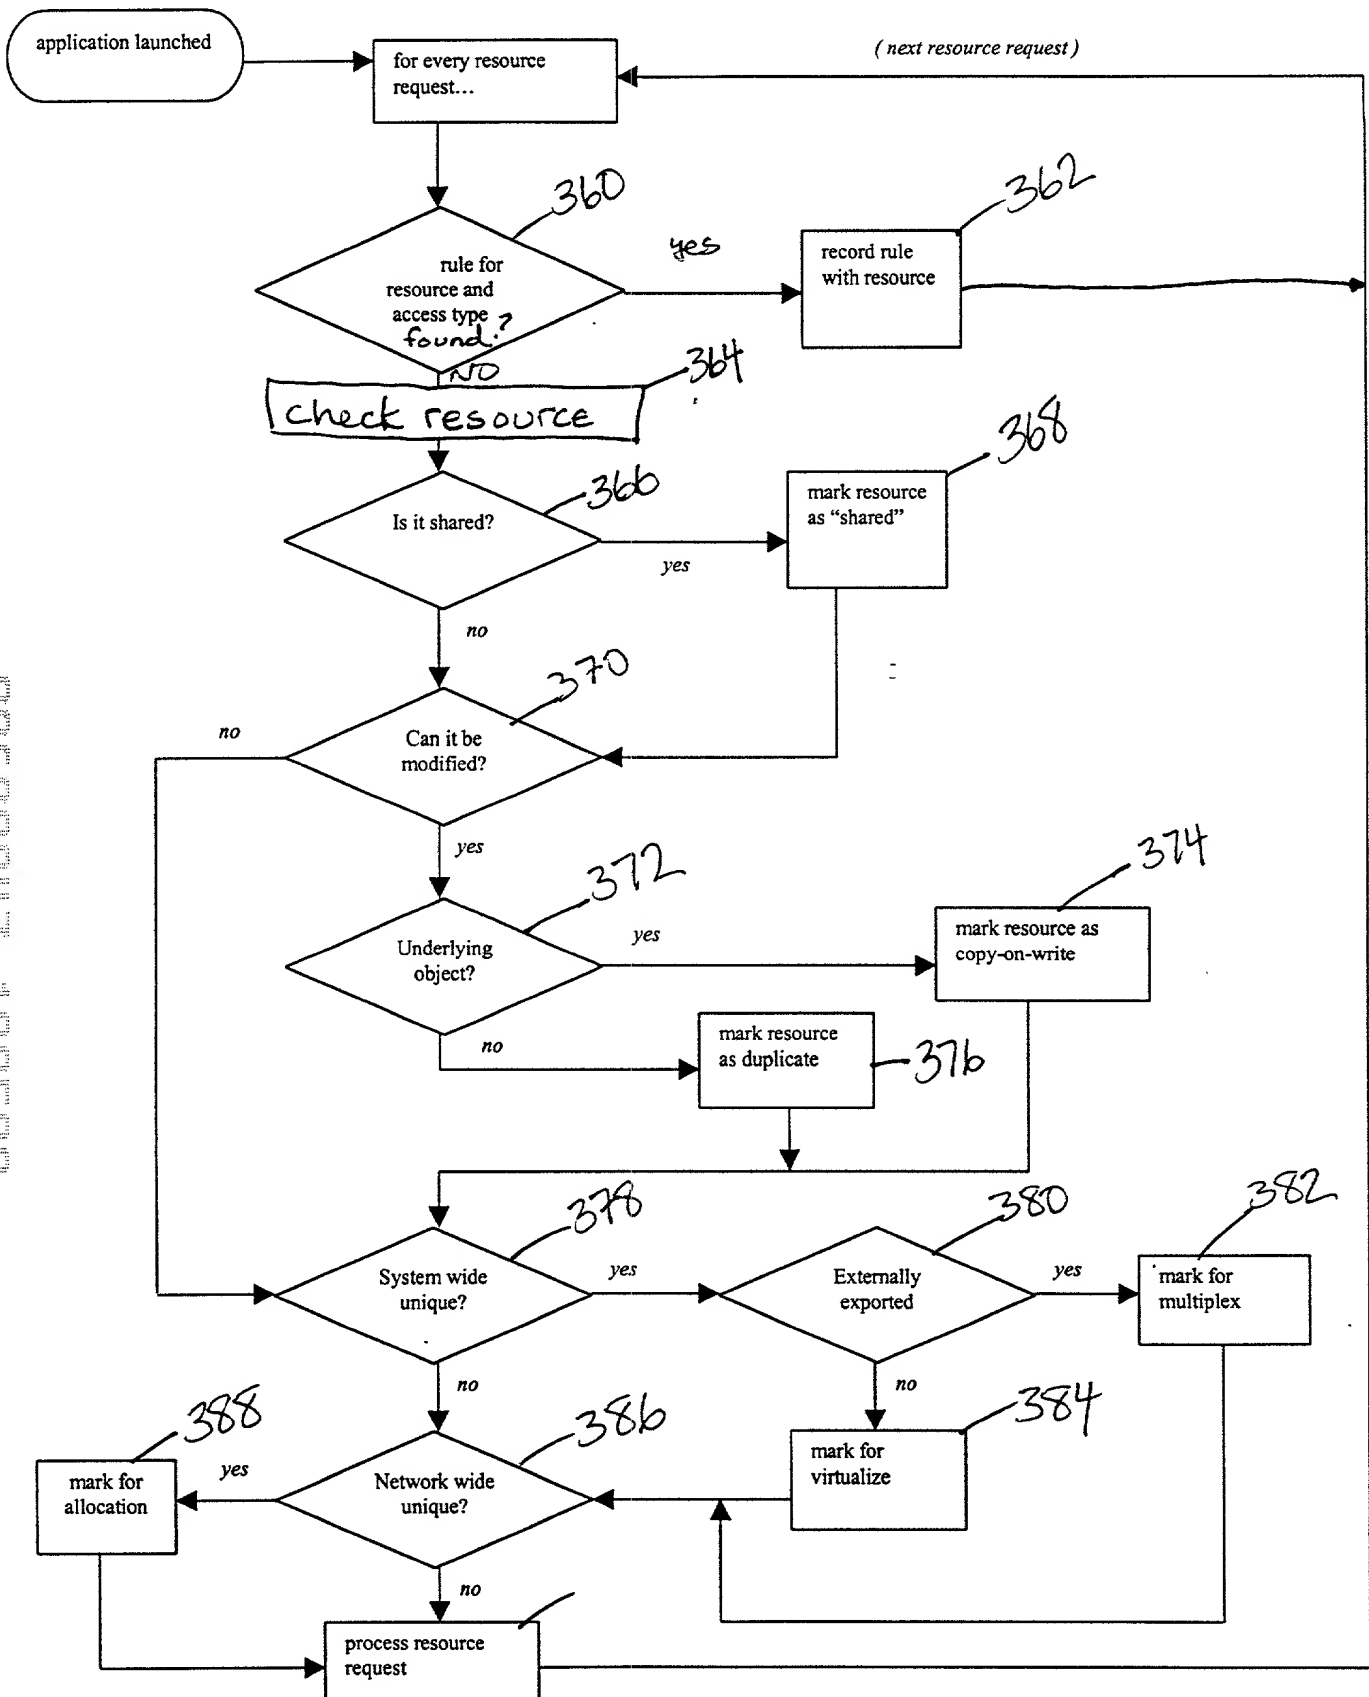 application launched
for every resource
request...
( next resource request )
360
362
rule for
resource and
access type
found?
yes
record rule
with resource
NO
364
check resource
366
368
Is it shared?
yes
mark resource
as “shared”
no
370
no
Can it be
modified?
yes
372
374
Underlying
object?
yes
mark resource as
copy-on-write
no
mark resource
as duplicate
376
378
380
382
System wide
unique?
yes
Externally
exported
yes
mark for
multiplex
no
no
384
388
386
mark for
virtualize
mark for
allocation
yes
Network wide
unique?
no
process resource
request